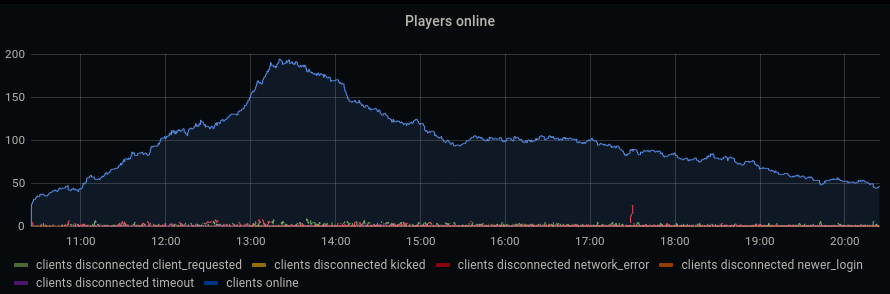 Players online
200
150
100
50
0
11:00 12:00 13:00 14:00 15:00 16:00 17:00 18:00 19:00 20:00
clients disconnected client_requested clients disconnected kicked clients disconnected network_error clients disconnected newer_login
clients disconnected timeout clients online